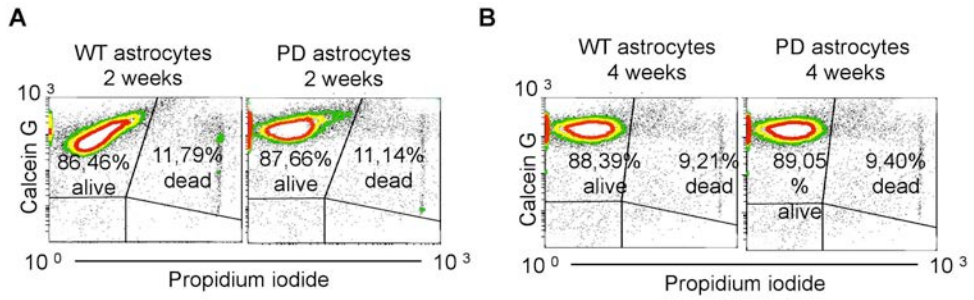 A
WT astrocytes
2 weeks
PD astrocytes
2 weeks
10 3
Calcein G
86,46%
alive
11,79%
dead
87,66%
alive
11,14%
dead
10 0
10 3
Propidium iodide
B
WT astrocytes
4 weeks
PD astrocytes
4 weeks
10 3
Calcein G
88,39%
alive
9,21%
dead
89,05
%
alive
9,40%
dead
10 0
10 3
Propidium iodide